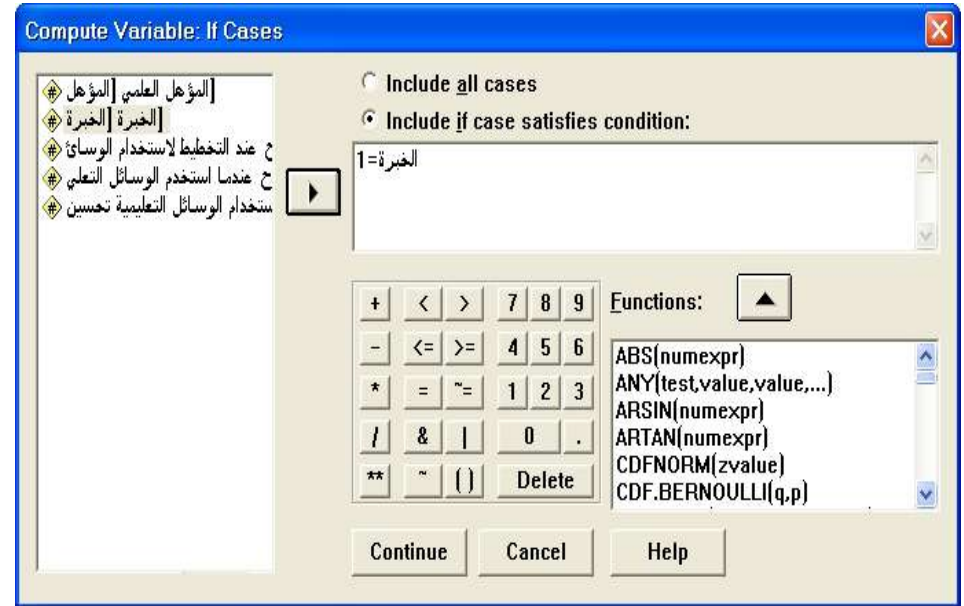 Compute Variable: If Cases
المؤهل العلمي [المؤهل]
الخبرة [الخبرة]
ح عند التخطيط لاستخدام الوسائ
ح عندما استخدم الوسائل التعلي
ستخدام الوسائل التعليمية تحسين
Include all cases
Include if case satisfies condition:
الخبرة=1
+ < > 7 8 9
- <= >= 4 5 6
* = ~= 1 2 3
/ & | 0 .
** ~ () Delete
Functions:
ABS(numexpr)
ANY(test,value,value,...)
ARSIN(numexpr)
ARTAN(numexpr)
CDFNORM(zvalue)
CDF.BERNOULLI(q,p)
Continue Cancel Help